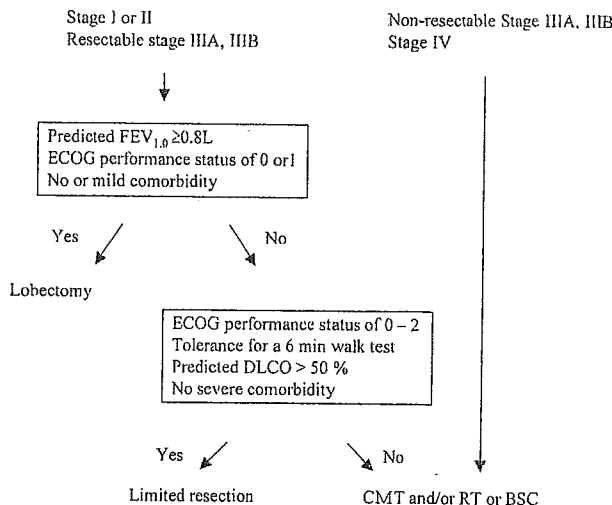 Stage I or II
Resectable stage IIIA, IIIB
Non-resectable Stage IIIA, IIIB
Stage IV
Predicted FEV1.0 ≥0.8L
ECOG performance status of 0 or1
No or mild comorbidity
Yes
No
Lobectomy
ECOG performance status of 0 – 2
Tolerance for a 6 min walk test
Predicted DLCO > 50 %
No severe comorbidity
Yes
No
Limited resection
CMT and/or RT or BSC